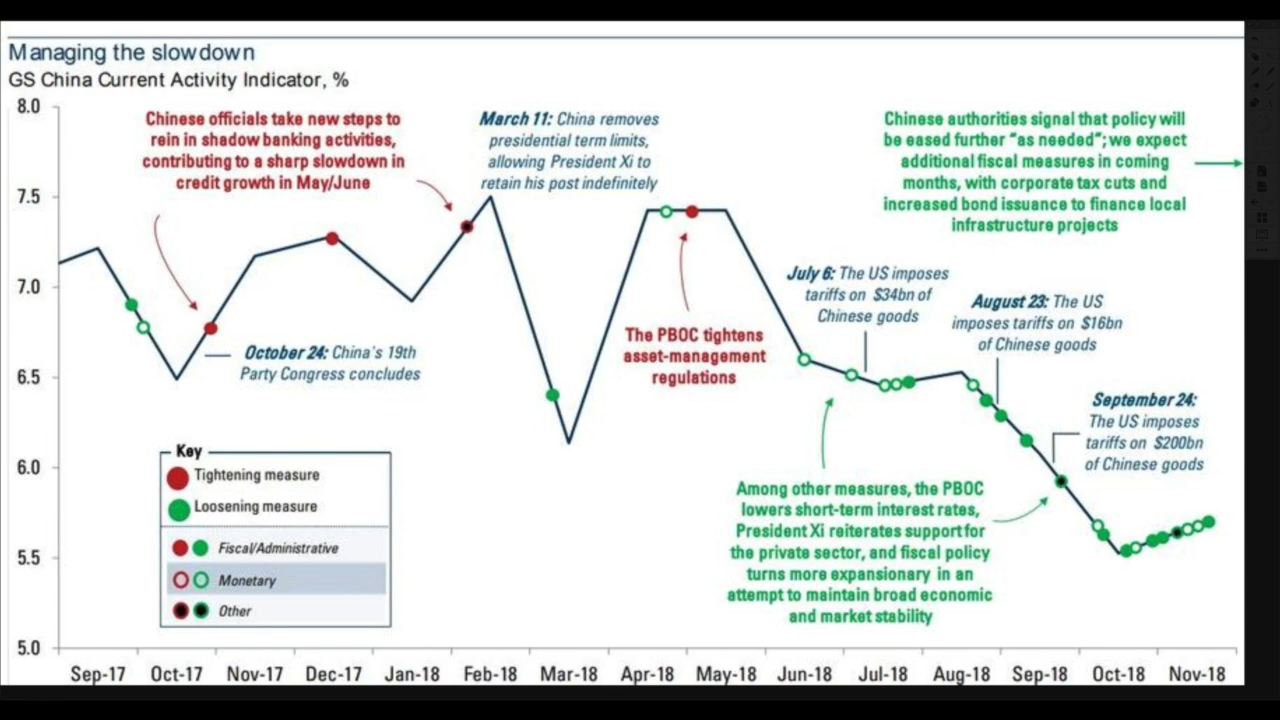 Managing the slowdown
GS China Current Activity Indicator, %
8.0
7.5
7.0
6.5
6.0
5.5
5.0
Chinese officials take new steps to
rein in shadow banking activities,
contributing to a sharp slowdown in
credit growth in May/June
March 11: China removes
presidential term limits,
allowing President Xi to
retain his post indefinitely
Chinese authorities signal that policy will
be eased further "as needed"; we expect
additional fiscal measures in coming
months, with corporate tax cuts and
increased bond issuance to finance local
infrastructure projects
October 24: China's 19th
Party Congress concludes
The PBOC tightens
asset-management
regulations
July 6: The US imposes
tariffs on $34bn of
Chinese goods
August 23: The US
imposes tariffs on $16bn
of Chinese goods
September 24:
The US imposes
tariffs on $200bn
of Chinese goods
Among other measures, the PBOC
lowers short-term interest rates,
President Xi reiterates support for
the private sector, and fiscal policy
turns more expansionary in an
attempt to maintain broad economic
and market stability
Key
Tightening measure
Loosening measure
Fiscal/Administrative
Monetary
Other
Sep-17 Oct-17 Nov-17 Dec-17 Jan-18 Feb-18 Mar-18 Apr-18 May-18 Jun-18 Jul-18 Aug-18 Sep-18 Oct-18 Nov-18